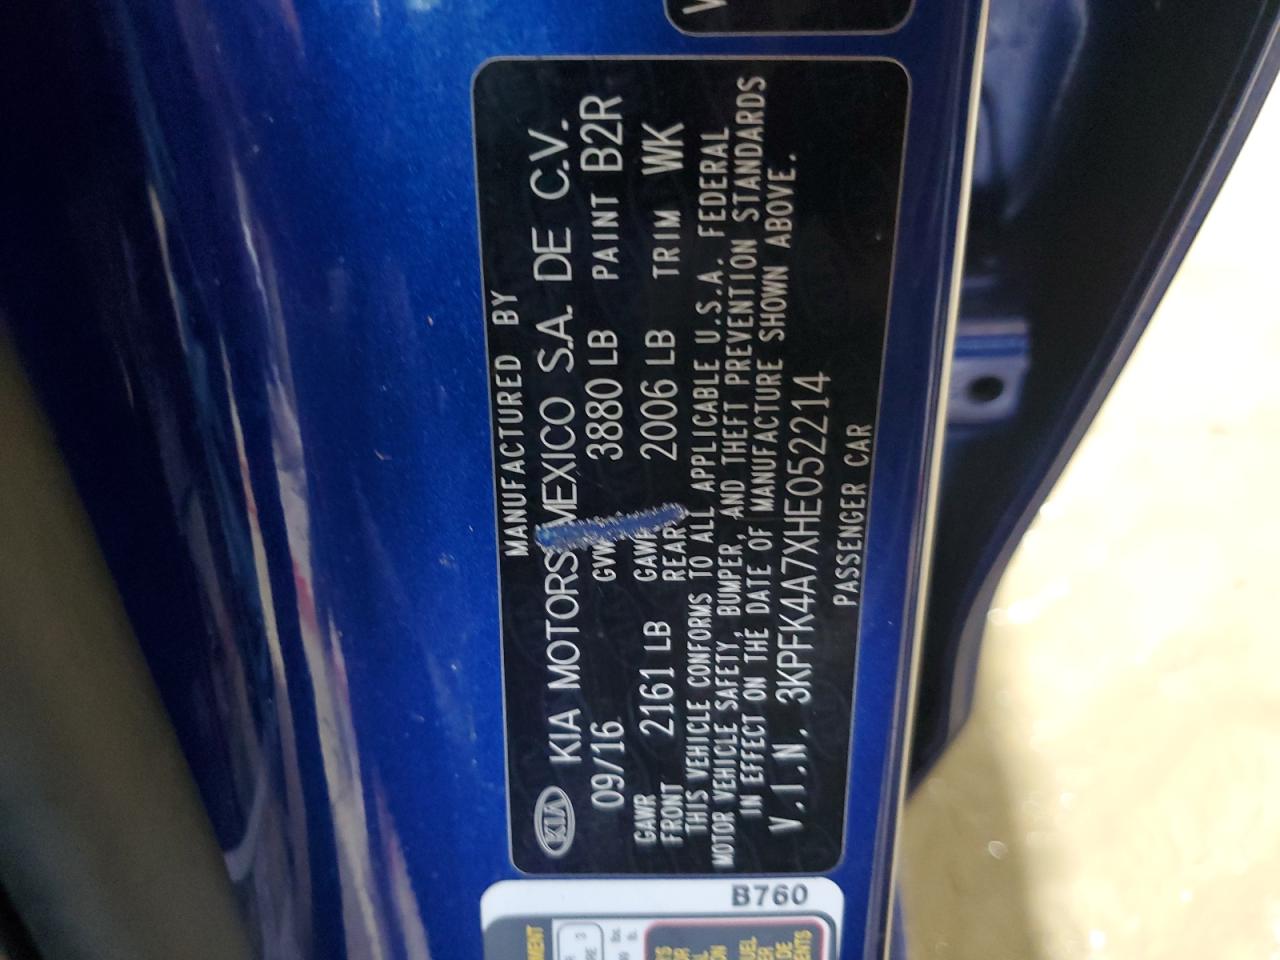 MANUFACTURED BY
KIA KIA MOTORS MEXICO S.A. DE C.V.
09/16 GVW 3880 LB PAINT B2R
GAWR FRONT 2161 LB GAWR REAR 2006 LB TRIM WK
THIS VEHICLE CONFORMS TO ALL APPLICABLE U.S.A. FEDERAL
MOTOR VEHICLE SAFETY, BUMPER, AND THEFT PREVENTION STANDARDS
IN EFFECT ON THE DATE OF MANUFACTURE SHOWN ABOVE.
V.I.N. 3KPFK4A7XHE052214
PASSENGER CAR
B760